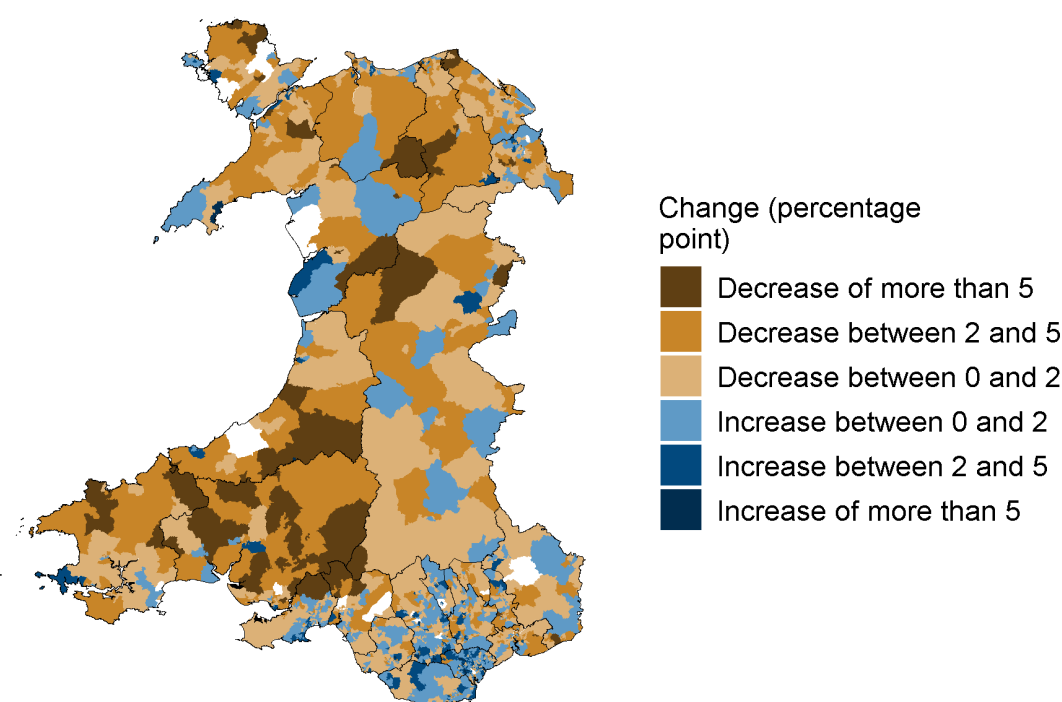 Change (percentage
point)
Decrease of more than 5
Decrease between 2 and 5
Decrease between 0 and 2
Increase between 0 and 2
Increase between 2 and 5
Increase of more than 5